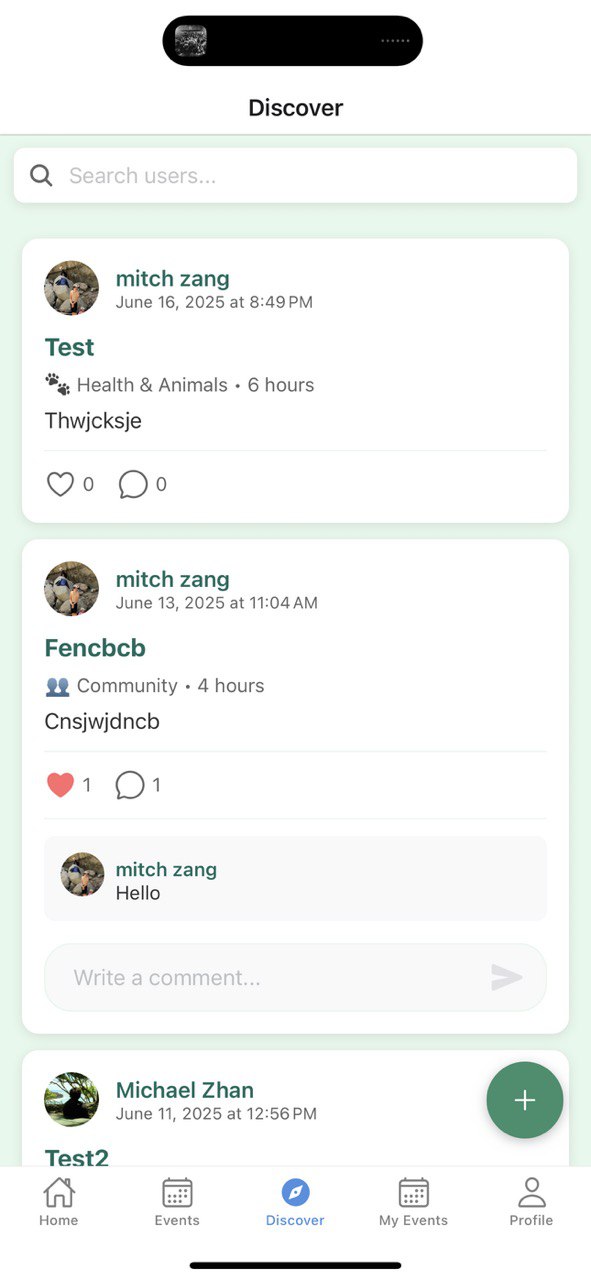 Discover
Search users...
mitch zang
June 16, 2025 at 8:49 PM
Test
Health & Animals • 6 hours
Thwjcksje
0 0
mitch zang
June 13, 2025 at 11:04 AM
Fencbcb
Community • 4 hours
Cnsjwjdncb
1 1
mitch zang
Hello
Write a comment...
Michael Zhan
June 11, 2025 at 12:56 PM
Test2
Home Events Discover My Events Profile